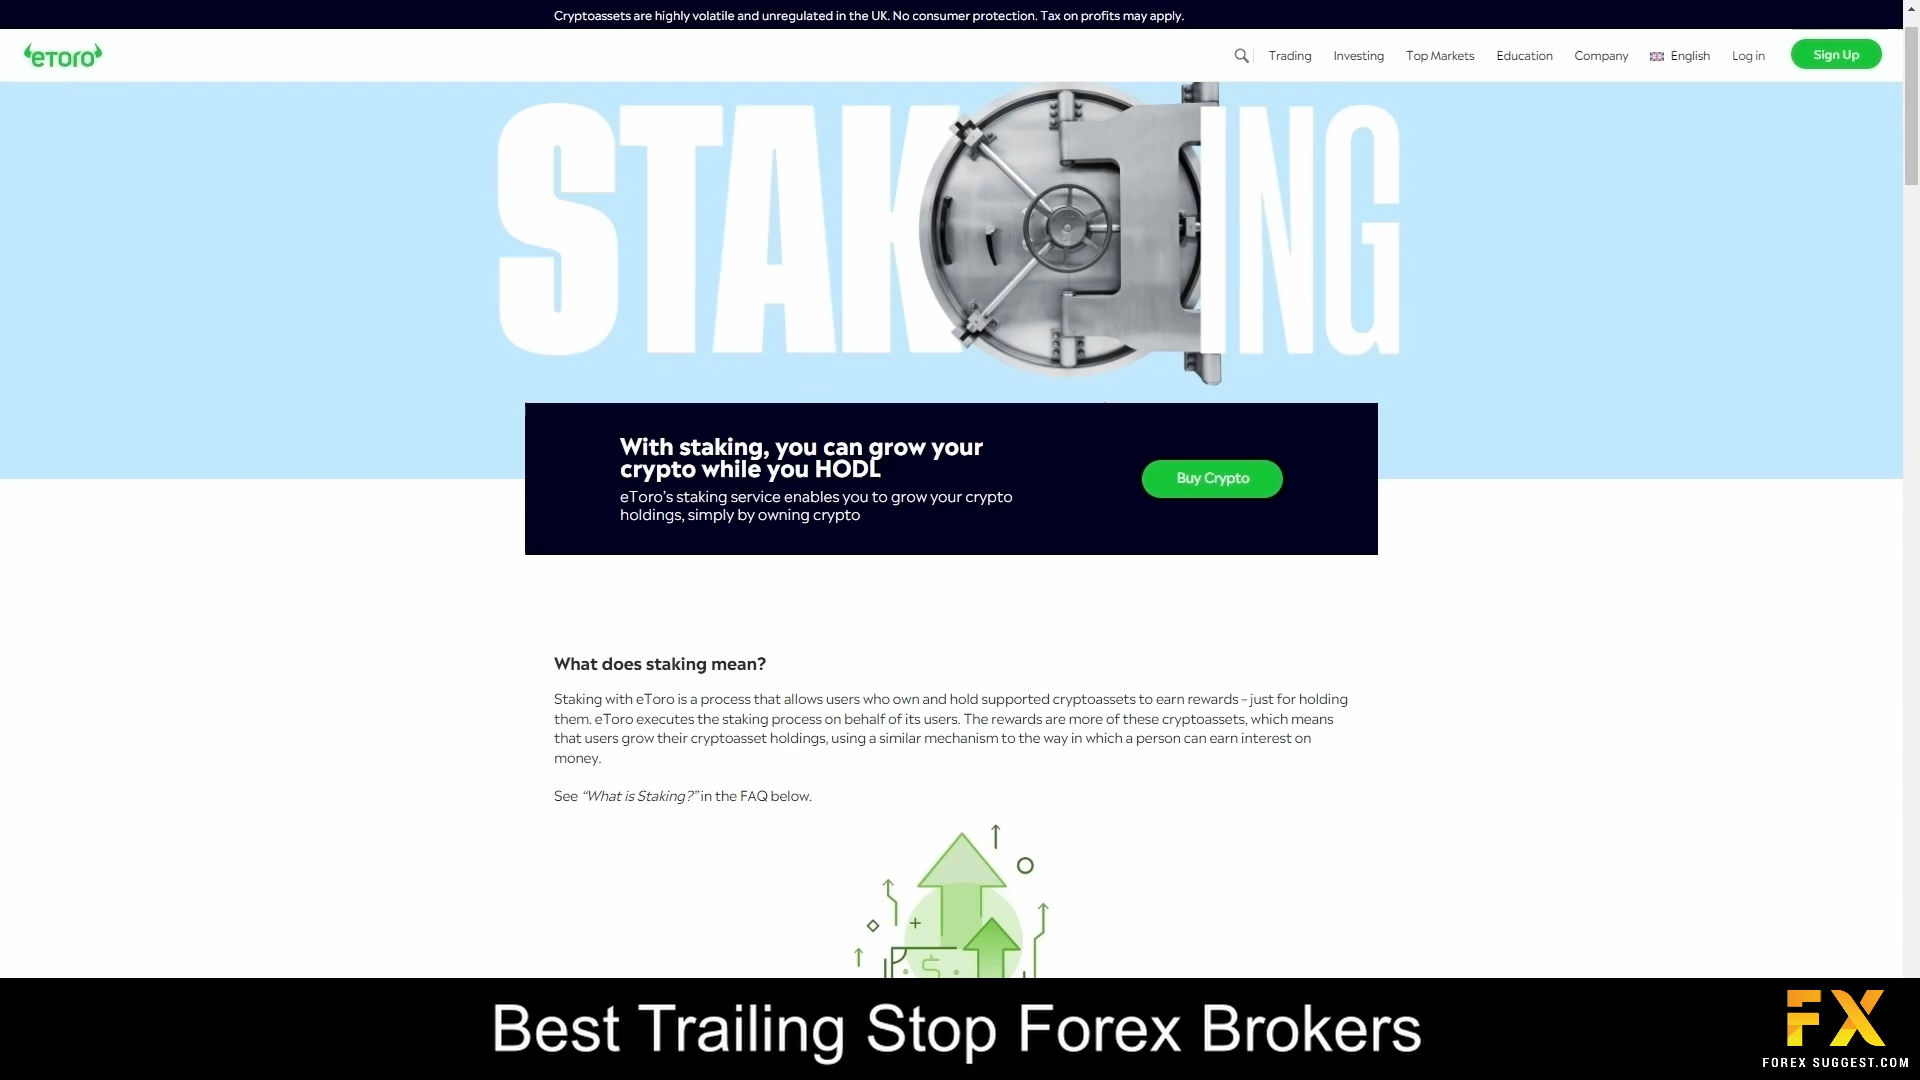 Cryptoassets are highly volatile and unregulated in the UK. No consumer protection. Tax on profits may apply.
eToro
Trading
Investing
Top Markets
Education
Company
English
Log in
Sign Up
STAKING
With staking, you can grow your
crypto while you HODL
eToro's staking service enables you to grow your crypto
holdings, simply by owning crypto
Buy Crypto
What does staking mean?
Staking with eToro is a process that allows users who own and hold supported cryptoassets to earn rewards – just for holding
them. eToro executes the staking process on behalf of its users. The rewards are more of these cryptoassets, which means
that users grow their cryptoasset holdings, using a similar mechanism to the way in which a person can earn interest on
money.
See “What is Staking?” in the FAQ below.
$
Best Trailing Stop Forex Brokers
FX
FOREX SUGGEST.COM